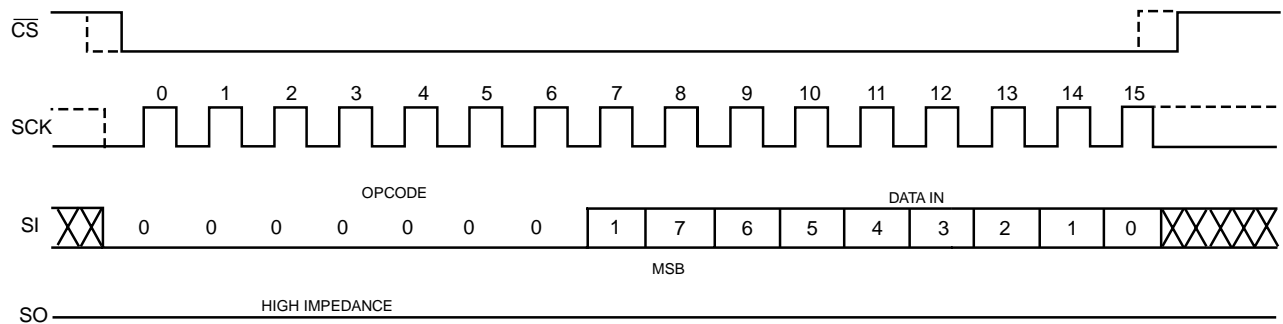 CS
0 1 2 3 4 5 6 7 8 9 10 11 12 13 14 15
SCK
OPCODE DATA IN
SI 0 0 0 0 0 0 0 1 7 6 5 4 3 2 1 0
MSB
HIGH IMPEDANCE
SO